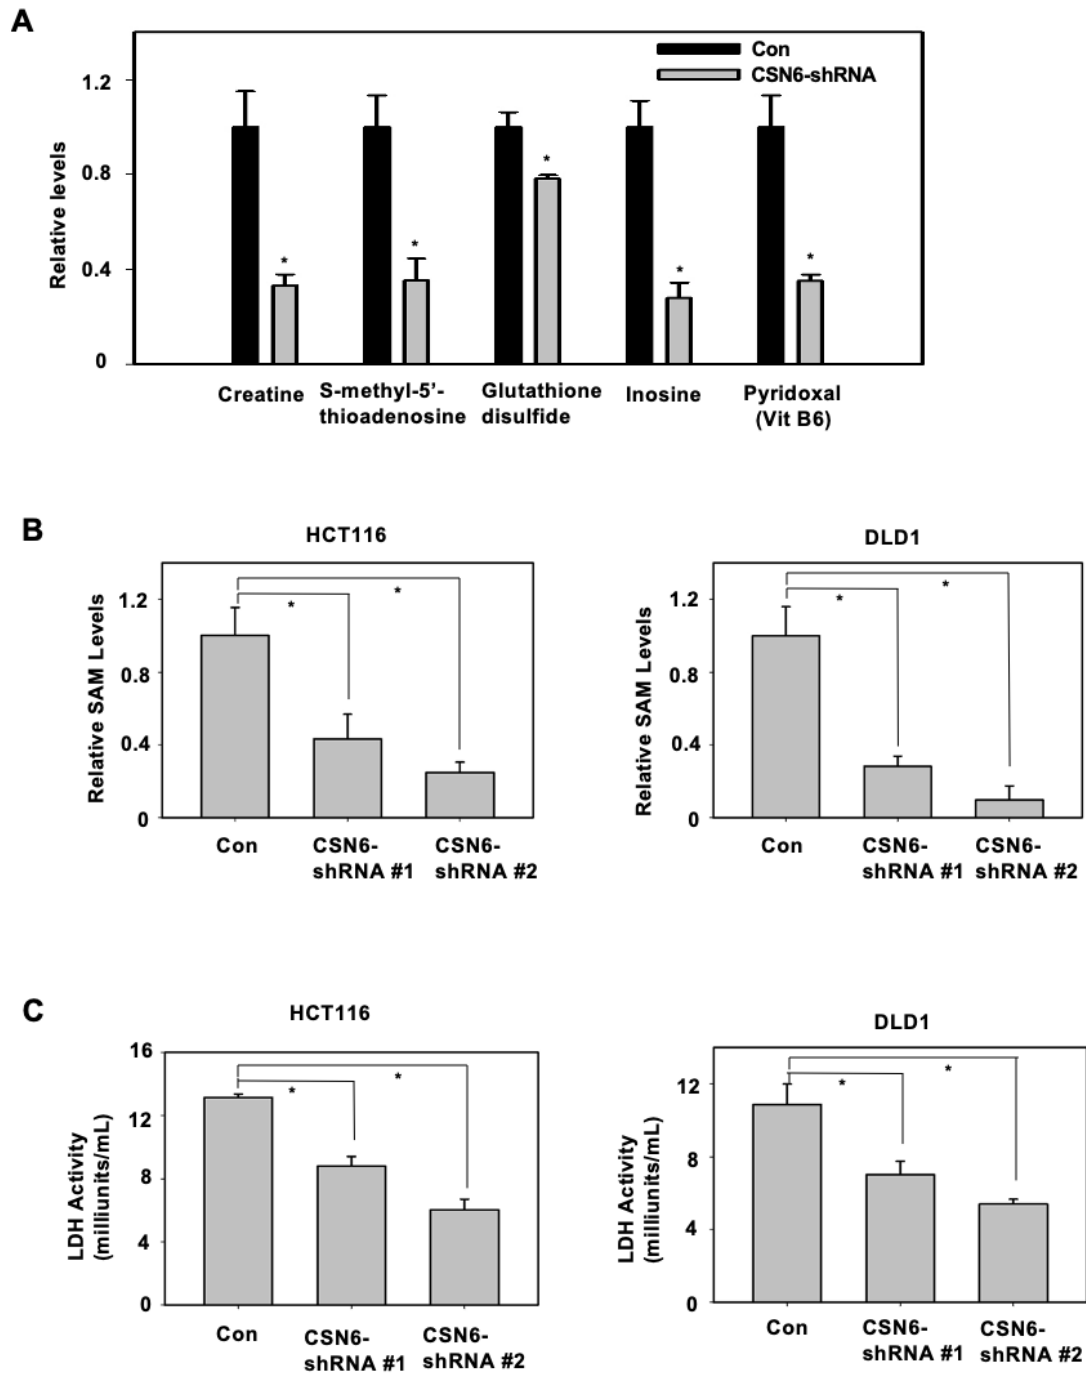 A
Con
CSN6-shRNA
Relative levels
1.2
0.8
0.4
0
*
*
*
*
*
Creatine
S-methyl-5'-
thioadenosine
Glutathione
disulfide
Inosine
Pyridoxal
(Vit B6)
B
HCT116
Relative SAM Levels
1.2
0.8
0.4
0
*
*
Con
CSN6-
shRNA #1
CSN6-
shRNA #2
DLD1
Relative SAM Levels
1.2
0.8
0.4
0
*
*
Con
CSN6-
shRNA #1
CSN6-
shRNA #2
C
HCT116
LDH Activity
(milliunits/mL)
16
12
8
4
0
*
*
Con
CSN6-
shRNA #1
CSN6-
shRNA #2
DLD1
LDH Activity
(milliunits/mL)
12
8
4
0
*
*
Con
CSN6-
shRNA #1
CSN6-
shRNA #2